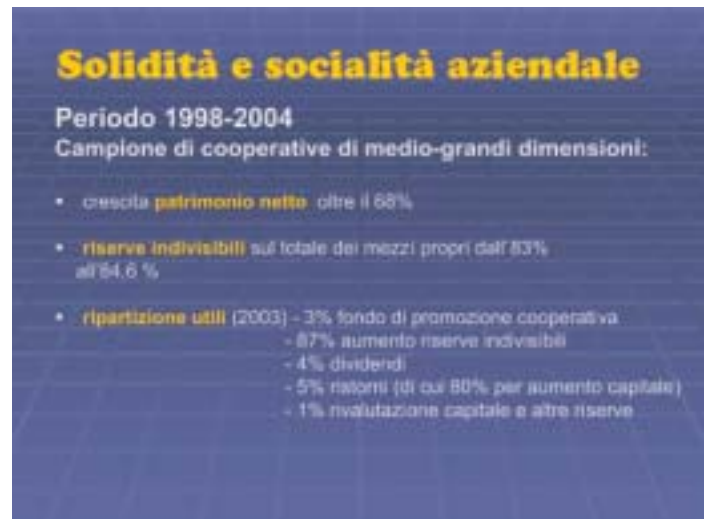 Solidità e socialità aziendale
Periodo 1998-2004
Campione di cooperative di medio-grandi dimensioni:
▪ crescita patrimonio netto oltre il 68%
▪ riserve indivisibili sul totale dei mezzi propri dall'83%
all'84,6 %
▪ ripartizione utili (2003) - 3% fondo di promozione cooperativa
- 87% aumento riserve indivisibili
- 4% dividendi
- 5% ristorni (di cui 80% per aumento capitale)
- 1% rivalutazione capitale e altre riserve